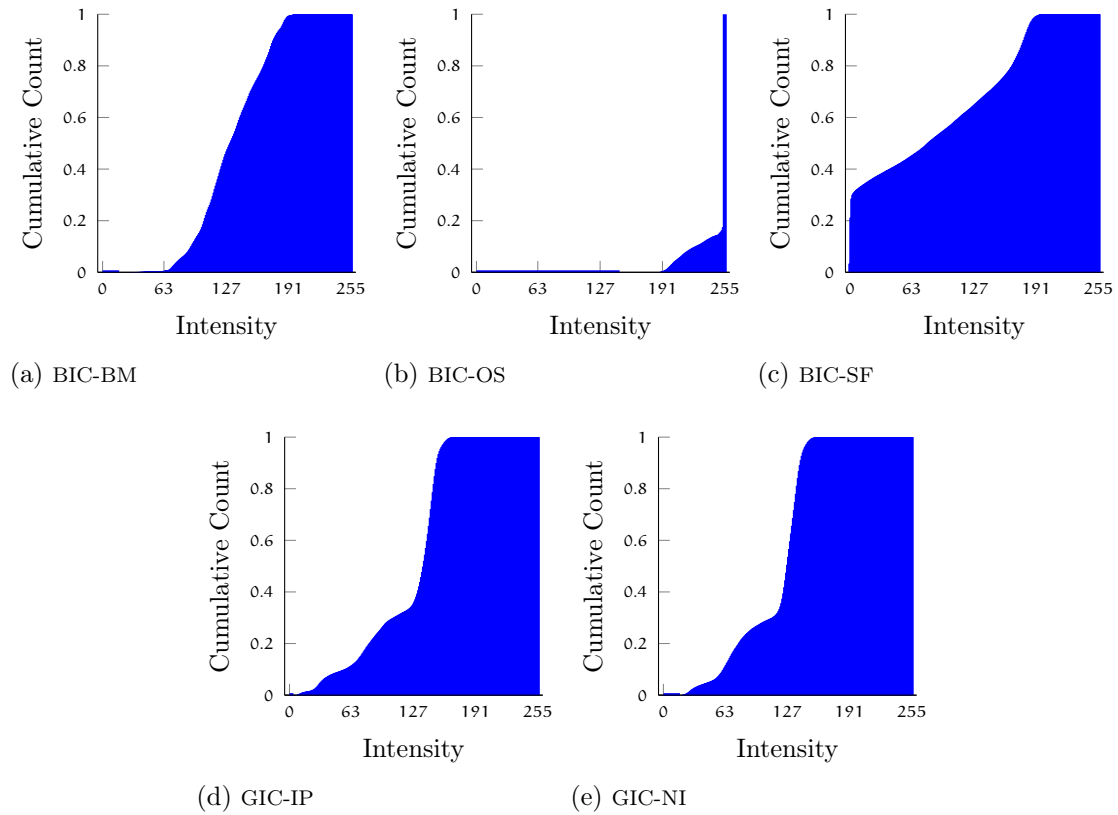 1
0.8
0.6
0.4
0.2
0
Cumulative Count
0 63 127 191 255
Intensity
(a) BIC-BM
1
0.8
0.6
0.4
0.2
0
Cumulative Count
0 63 127 191 255
Intensity
(b) BIC-OS
1
0.8
0.6
0.4
0.2
0
Cumulative Count
0 63 127 191 255
Intensity
(c) BIC-SF
1
0.8
0.6
0.4
0.2
0
Cumulative Count
0 63 127 191 255
Intensity
(d) GIC-IP
1
0.8
0.6
0.4
0.2
0
Cumulative Count
0 63 127 191 255
Intensity
(e) GIC-NI